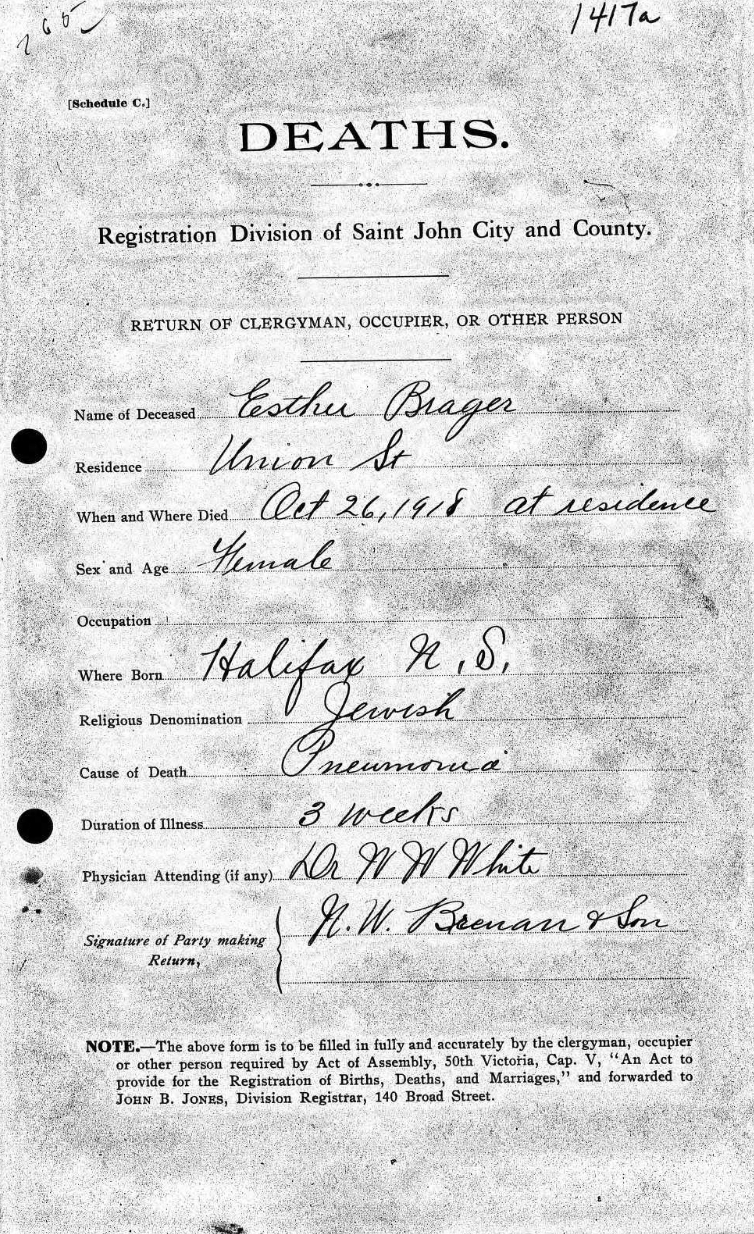 265
1417a
[Schedule C.]
DEATHS.
Registration Division of Saint John City and County.
RETURN OF CLERGYMAN, OCCUPIER, OR OTHER PERSON
Name of Deceased Esther Brager
Residence Union St
When and Where Died Oct 26, 1918 at residence
Sex and Age Female
Occupation
Where Born Halifax N.S.
Religious Denomination Jewish
Cause of Death Pneumonia
Duration of Illness 3 weeks
Physician Attending (if any) Dr W W White
N. W. Brenan & Son
Signature of Party making
Return,
NOTE.—The above form is to be filled in fully and accurately by the clergyman, occupier
or other person required by Act of Assembly, 50th Victoria, Cap. V, "An Act to
provide for the Registration of Births, Deaths, and Marriages," and forwarded to
JOHN B. JONES, Division Registrar, 140 Broad Street.